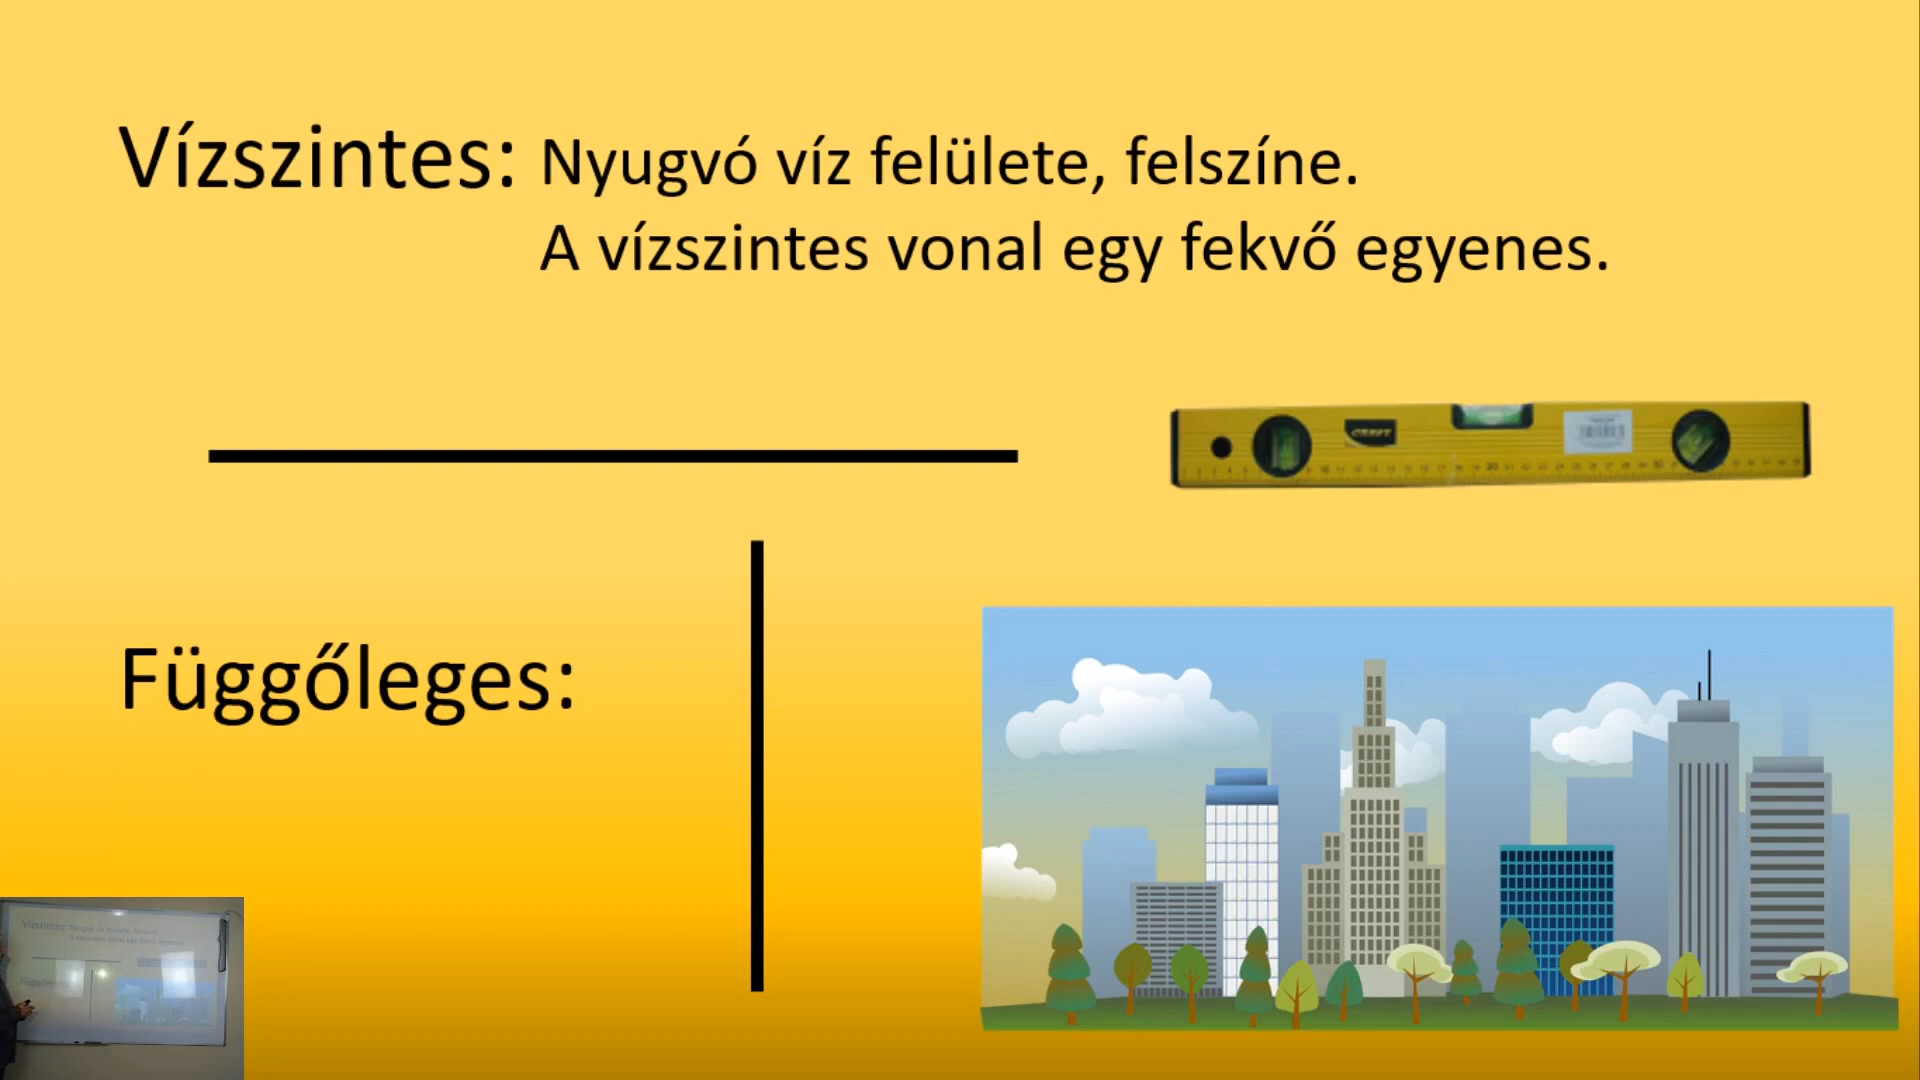 Vízszintes: Nyugvó víz felülete, felszíne.
A vízszintes vonal egy fekvő egyenes.
Függőleges: